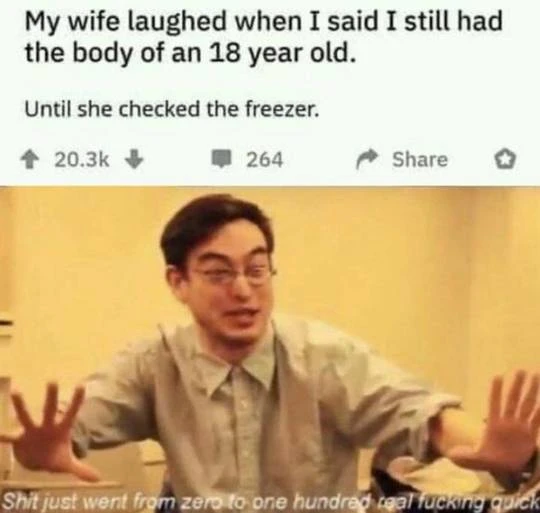 My wife laughed when I said I still had
the body of an 18 year old.
Until she checked the freezer.
20.3k 264 Share
Shit just went from zero to one hundred real fucking quick